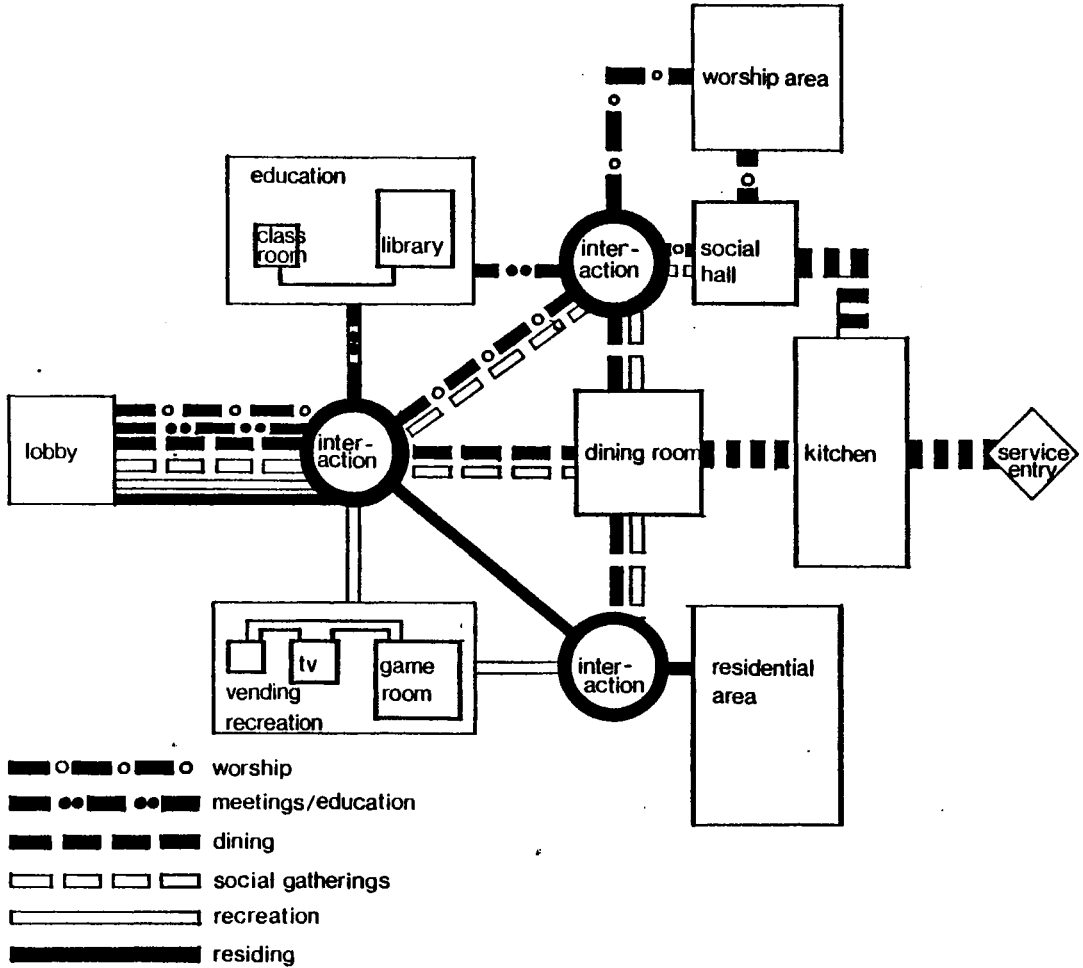 worship area
education
class
room
library
inter-
action
social
hall
lobby
inter-
action
dining room
kitchen
service
entry
tv
game
room
vending
recreation
inter-
action
residential
area
worship
meetings/education
dining
social gatherings
recreation
residing